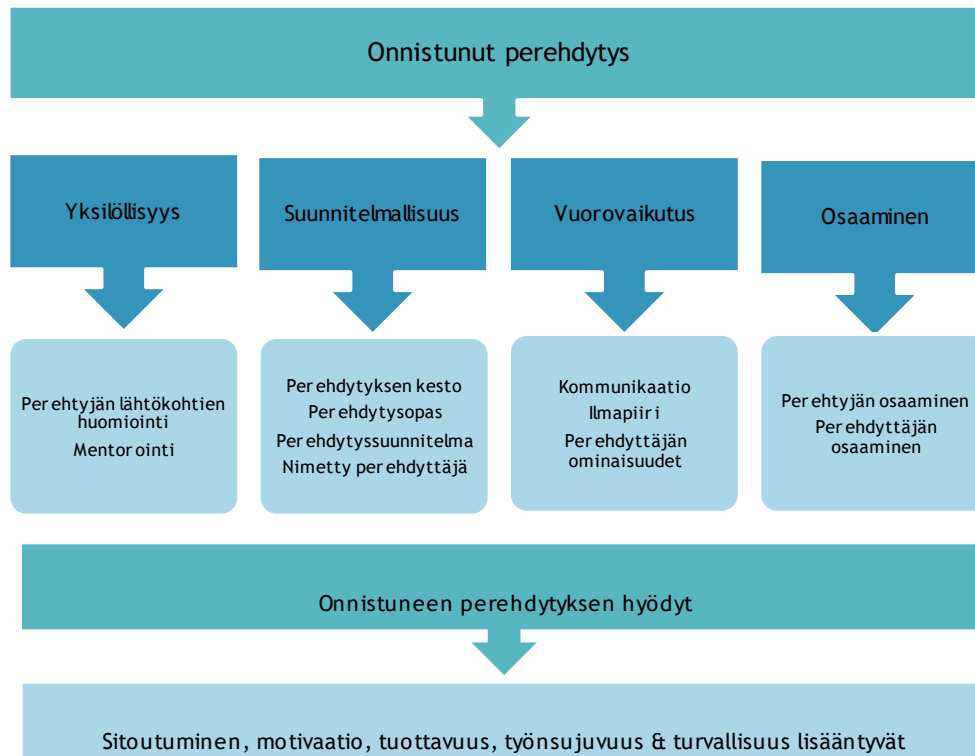 Onnistunut perehdytys
Yksilöllisyys
Suunnitelmallisuus
Vuorovaikutus
Osaaminen
Perehtyjän lähtökohtien
huomiointi
Mentorointi
Perehdytyksen kesto
Perehdytysopas
Perehdytyssuunnitelma
Nimetty perehdyttäjä
Kommunikaatio
Ilmapiiri
Perehdyttäjän
ominaisuudet
Perehtyjän osaaminen
Perehdyttäjän
osaaminen
Onnistuneen perehdytyksen hyödyt
Sitoutuminen, motivaatio, tuottavuus, työnsujuvuus & turvallisuus lisääntyvät